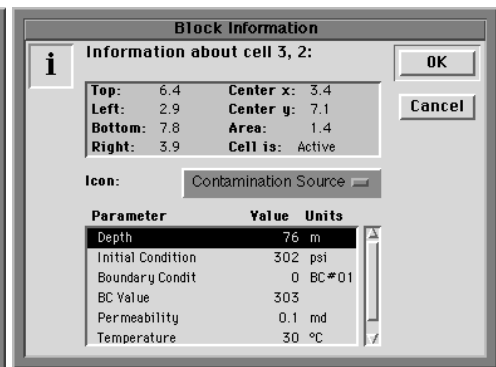 Block Information
i
Information about cell 3, 2:
OK
Cancel
Top: 6.4 Center x: 3.4
Left: 2.9 Center y: 7.1
Bottom: 7.8 Area: 1.4
Right: 3.9 Cell is: Active
Icon: Contamination Source
Parameter Value Units
Depth 76 m
Initial Condition 302 psi
Boundary Condit 0 BC#01
BC Value 303
Permeability 0.1 md
Temperature 30 °C